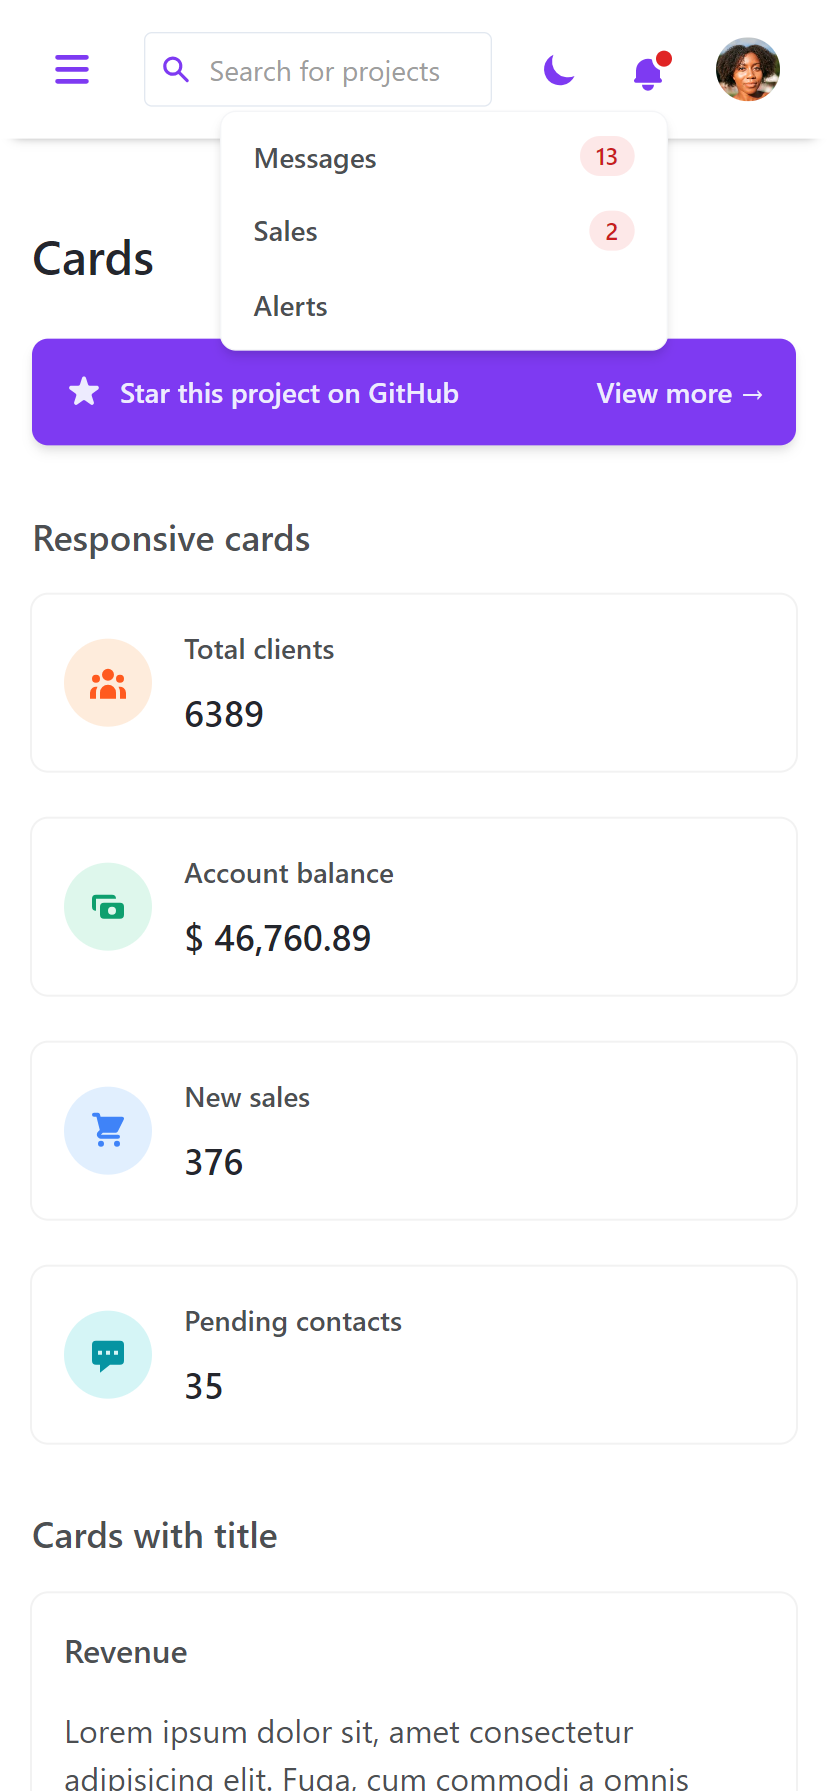 Search for projects
Messages 13
Sales 2
Alerts
Cards
Star this project on GitHub View more →
Responsive cards
Total clients
6389
Account balance
$ 46,760.89
New sales
376
Pending contacts
35
Cards with title
Revenue
Lorem ipsum dolor sit, amet consectetur
adipisicing elit. Fuga, cum commodi a omnis